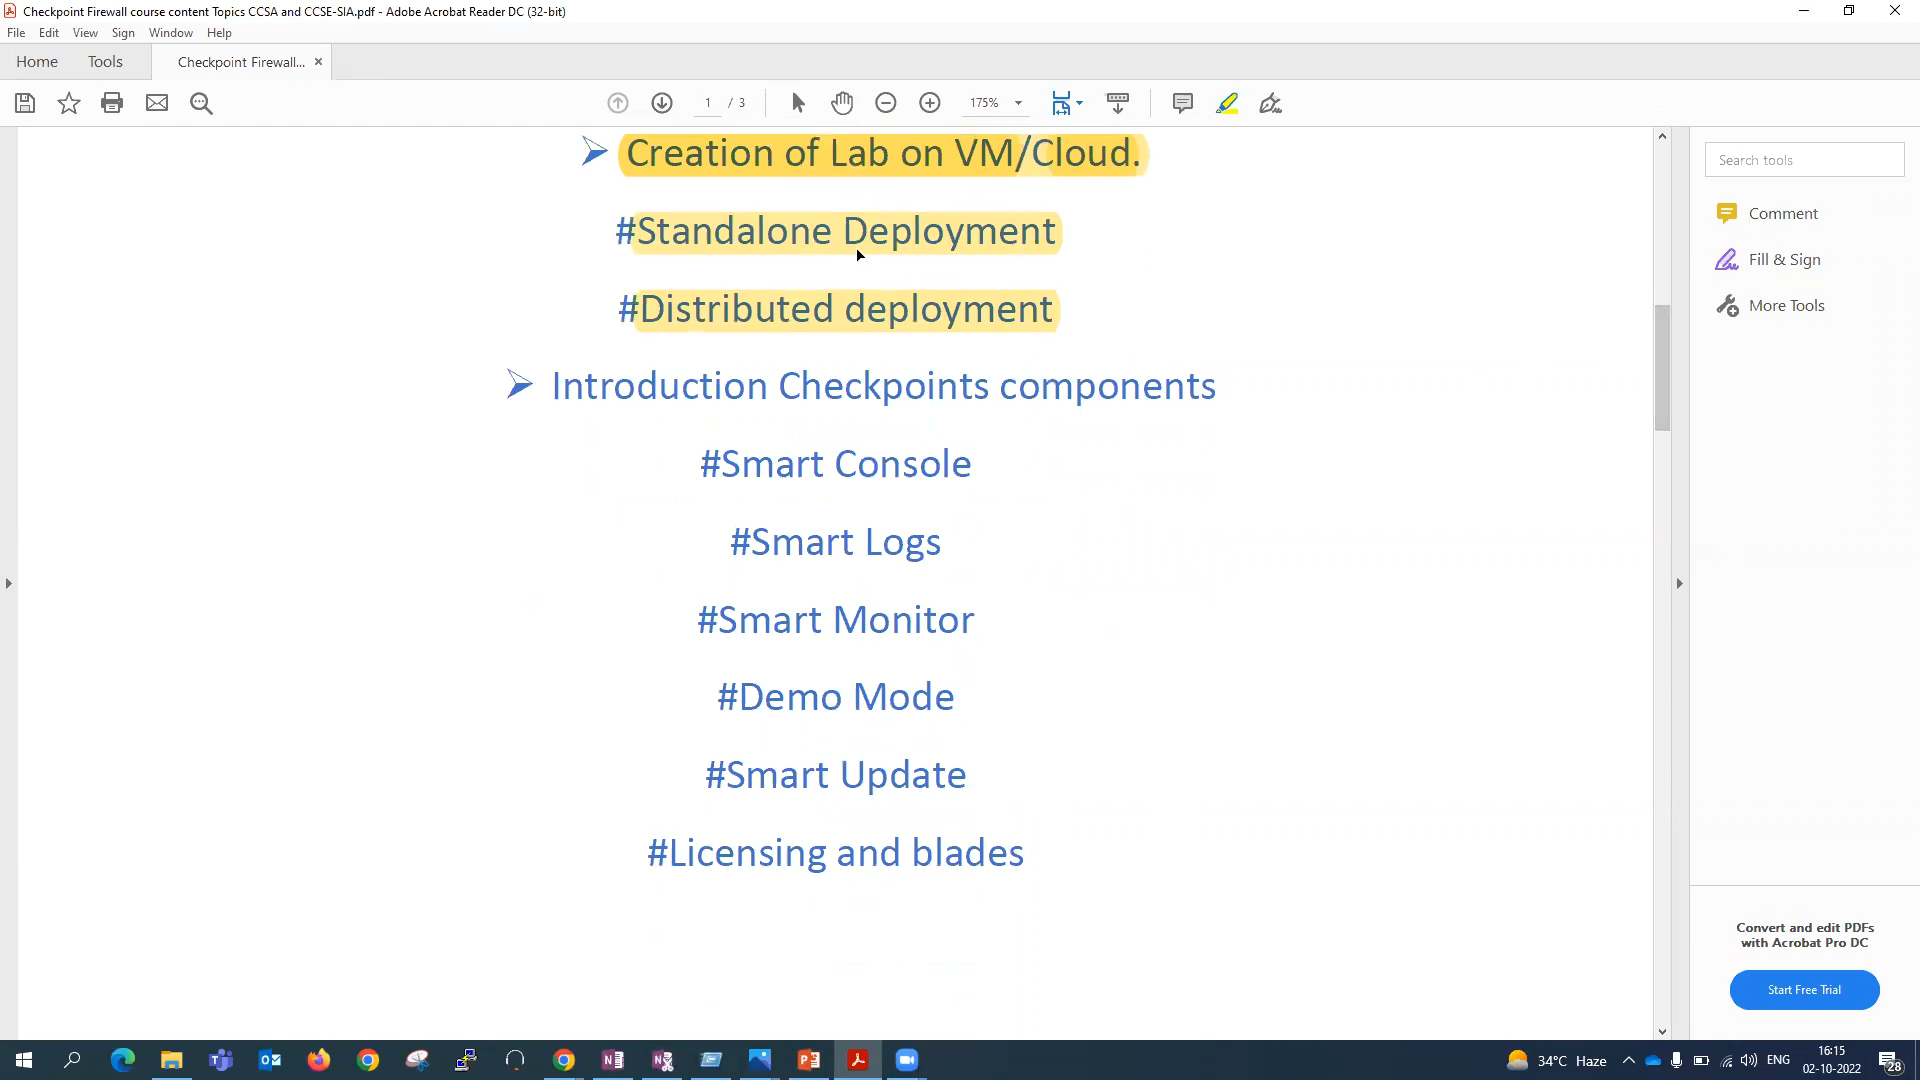 Checkpoint Firewall course content Topics CCSA and CCSE-SIA.pdf - Adobe Acrobat Reader DC (32-bit)
File Edit View Sign Window Help
Home Tools Checkpoint Firewall... ×
1 / 3 175%
Creation of Lab on VM/Cloud.
#Standalone Deployment
#Distributed deployment
Introduction Checkpoints components
#Smart Console
#Smart Logs
#Smart Monitor
#Demo Mode
#Smart Update
#Licensing and blades
Search tools
Comment
Fill & Sign
More Tools
Convert and edit PDFs
with Acrobat Pro DC
Start Free Trial
34°C Haze ENG 16:15
02-10-2022 28